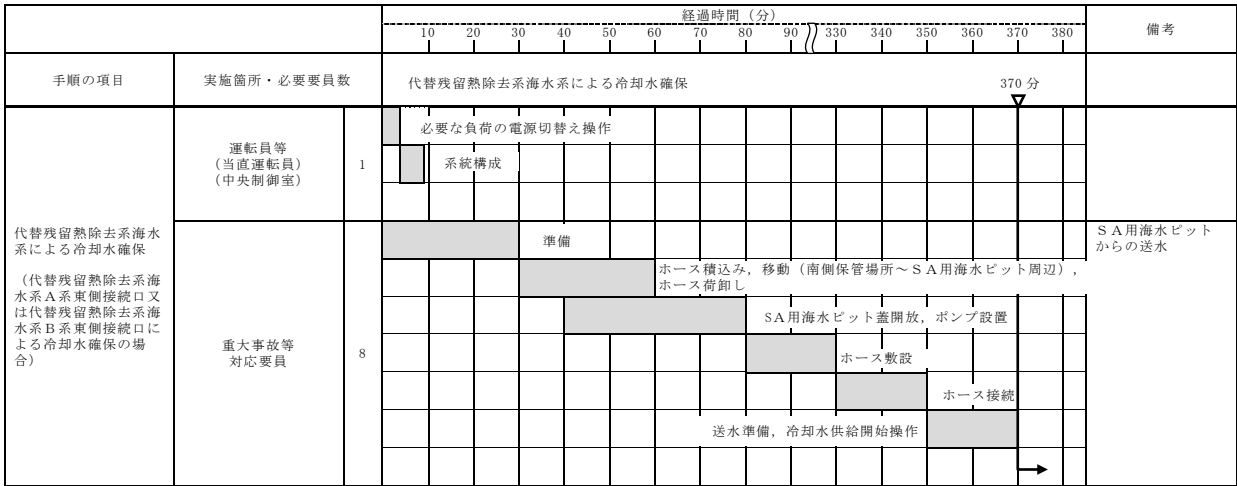 経過時間（分）
10 20 30 40 50 60 70 80 90 330 340 350 360 370 380
備考
手順の項目
実施箇所・必要要員数
代替残留熱除去系海水系による冷却水確保
370 分
必要な負荷の電源切替え操作
系統構成
運転員等
（当直運転員）
（中央制御室）
1
代替残留熱除去系海水
系による冷却水確保
（代替残留熱除去系海
水系Ａ系東側接続口又
は代替残留熱除去系海
水系Ｂ系東側接続口に
よる冷却水確保の場
合）
重大事故等
対応要員
8
準備
ホース積込み，移動（南側保管場所～ＳＡ用海水ピット周辺），
ホース荷卸し
SＡ用海水ピット蓋開放，ポンプ設置
ホース敷設
ホース接続
送水準備，冷却水供給開始操作
ＳＡ用海水ピット
からの送水